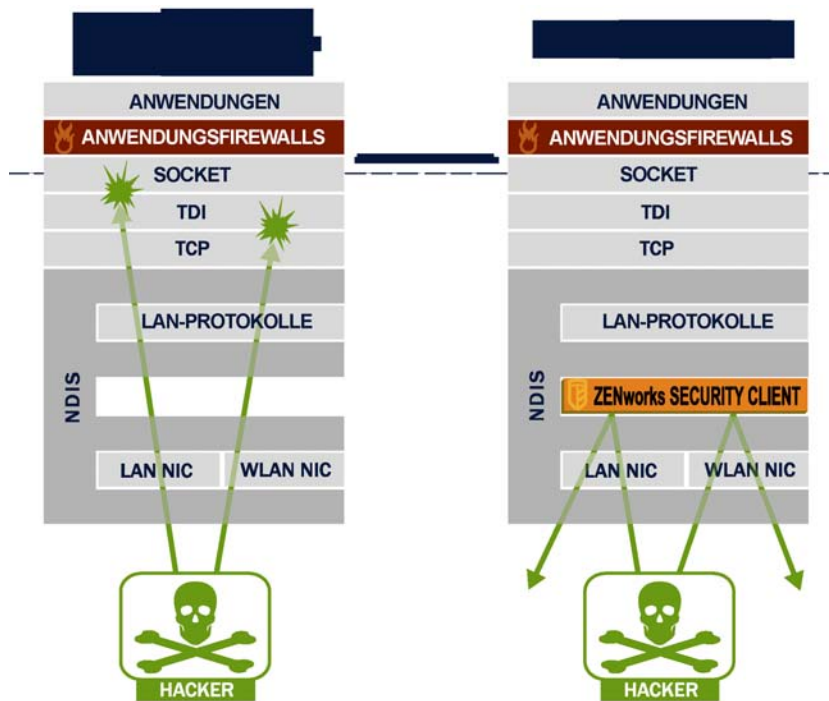 ANWENDUNGEN
ANWENDUNGSFIREWALLS
SOCKET
TDI
TCP
LAN-PROTOKOLLE
NDIS
LAN NIC
WLAN NIC
HACKER
ANWENDUNGEN
ANWENDUNGSFIREWALLS
SOCKET
TDI
TCP
LAN-PROTOKOLLE
NDIS
ZENworks SECURITY CLIENT
LAN NIC
WLAN NIC
HACKER